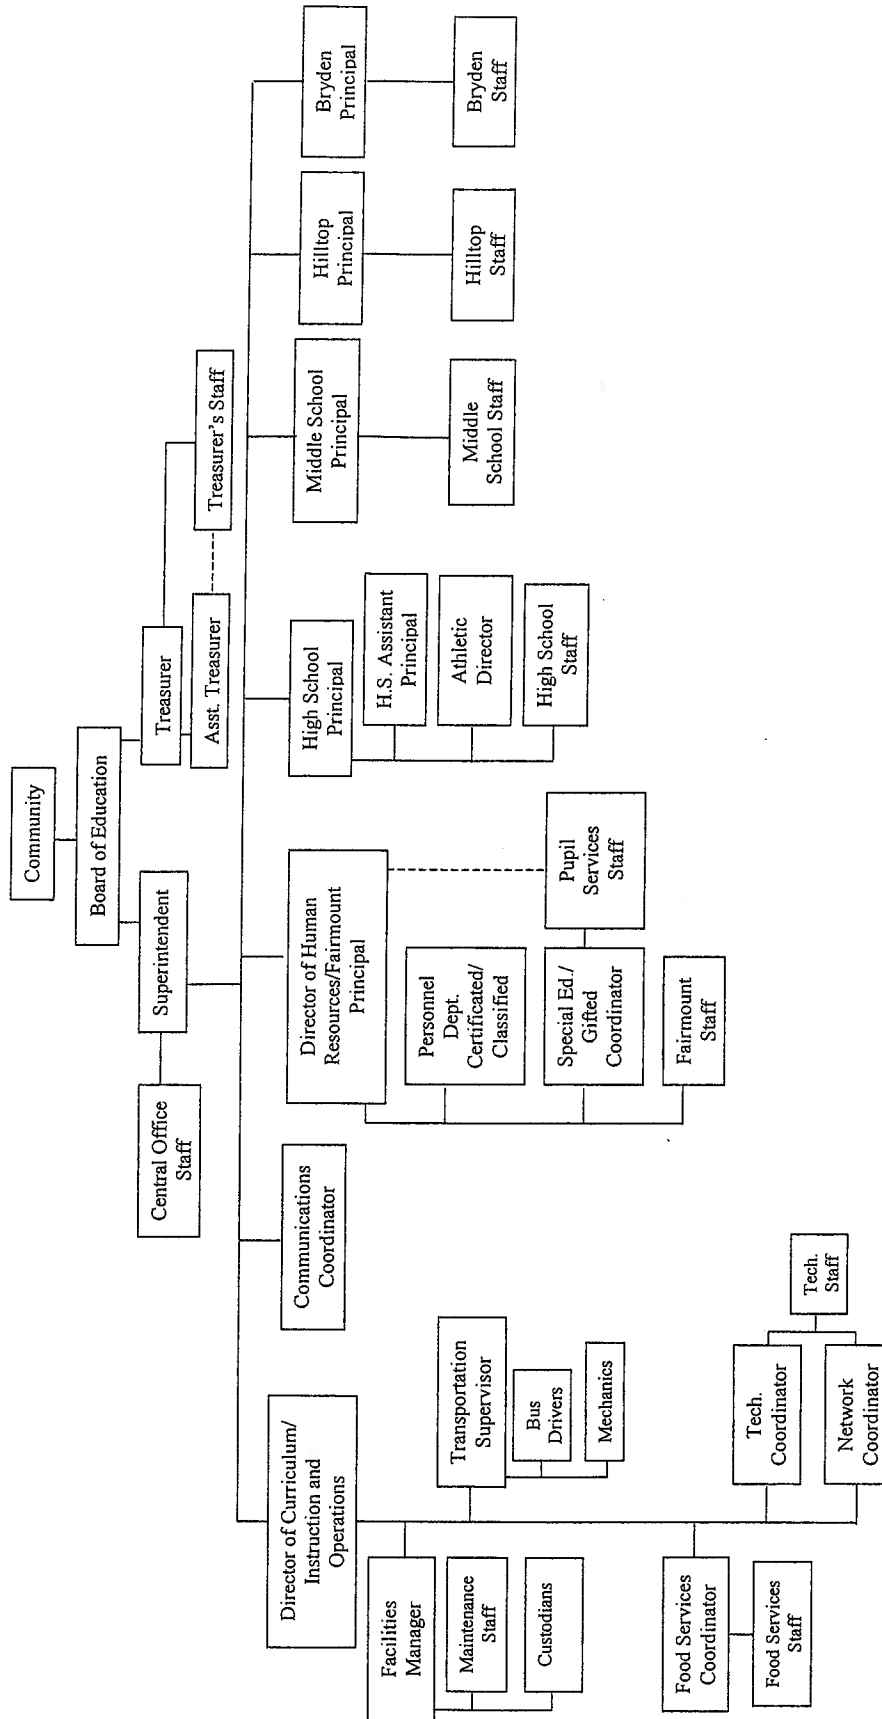 Community
Board of Education
Superintendent
Treasurer
Central Office
Staff
Asst. Treasurer
Treasurer's Staff
Director of Curriculum/
Instruction and
Operations
Communications
Coordinator
Director of Human
Resources/Fairmount
Principal
High School
Principal
Middle School
Principal
Hilltop
Principal
Bryden
Principal
Facilities
Manager
Maintenance
Staff
Custodians
Transportation
Supervisor
Bus
Drivers
Mechanics
Food Services
Coordinator
Food Services
Staff
Tech.
Coordinator
Network
Coordinator
Tech.
Staff
Personnel
Dept.
Certificated/
Classified
Special Ed./
Gifted
Coordinator
Pupil
Services
Staff
Fairmount
Staff
H.S. Assistant
Principal
Athletic
Director
High School
Staff
Middle
School Staff
Hilltop
Staff
Bryden
Staff